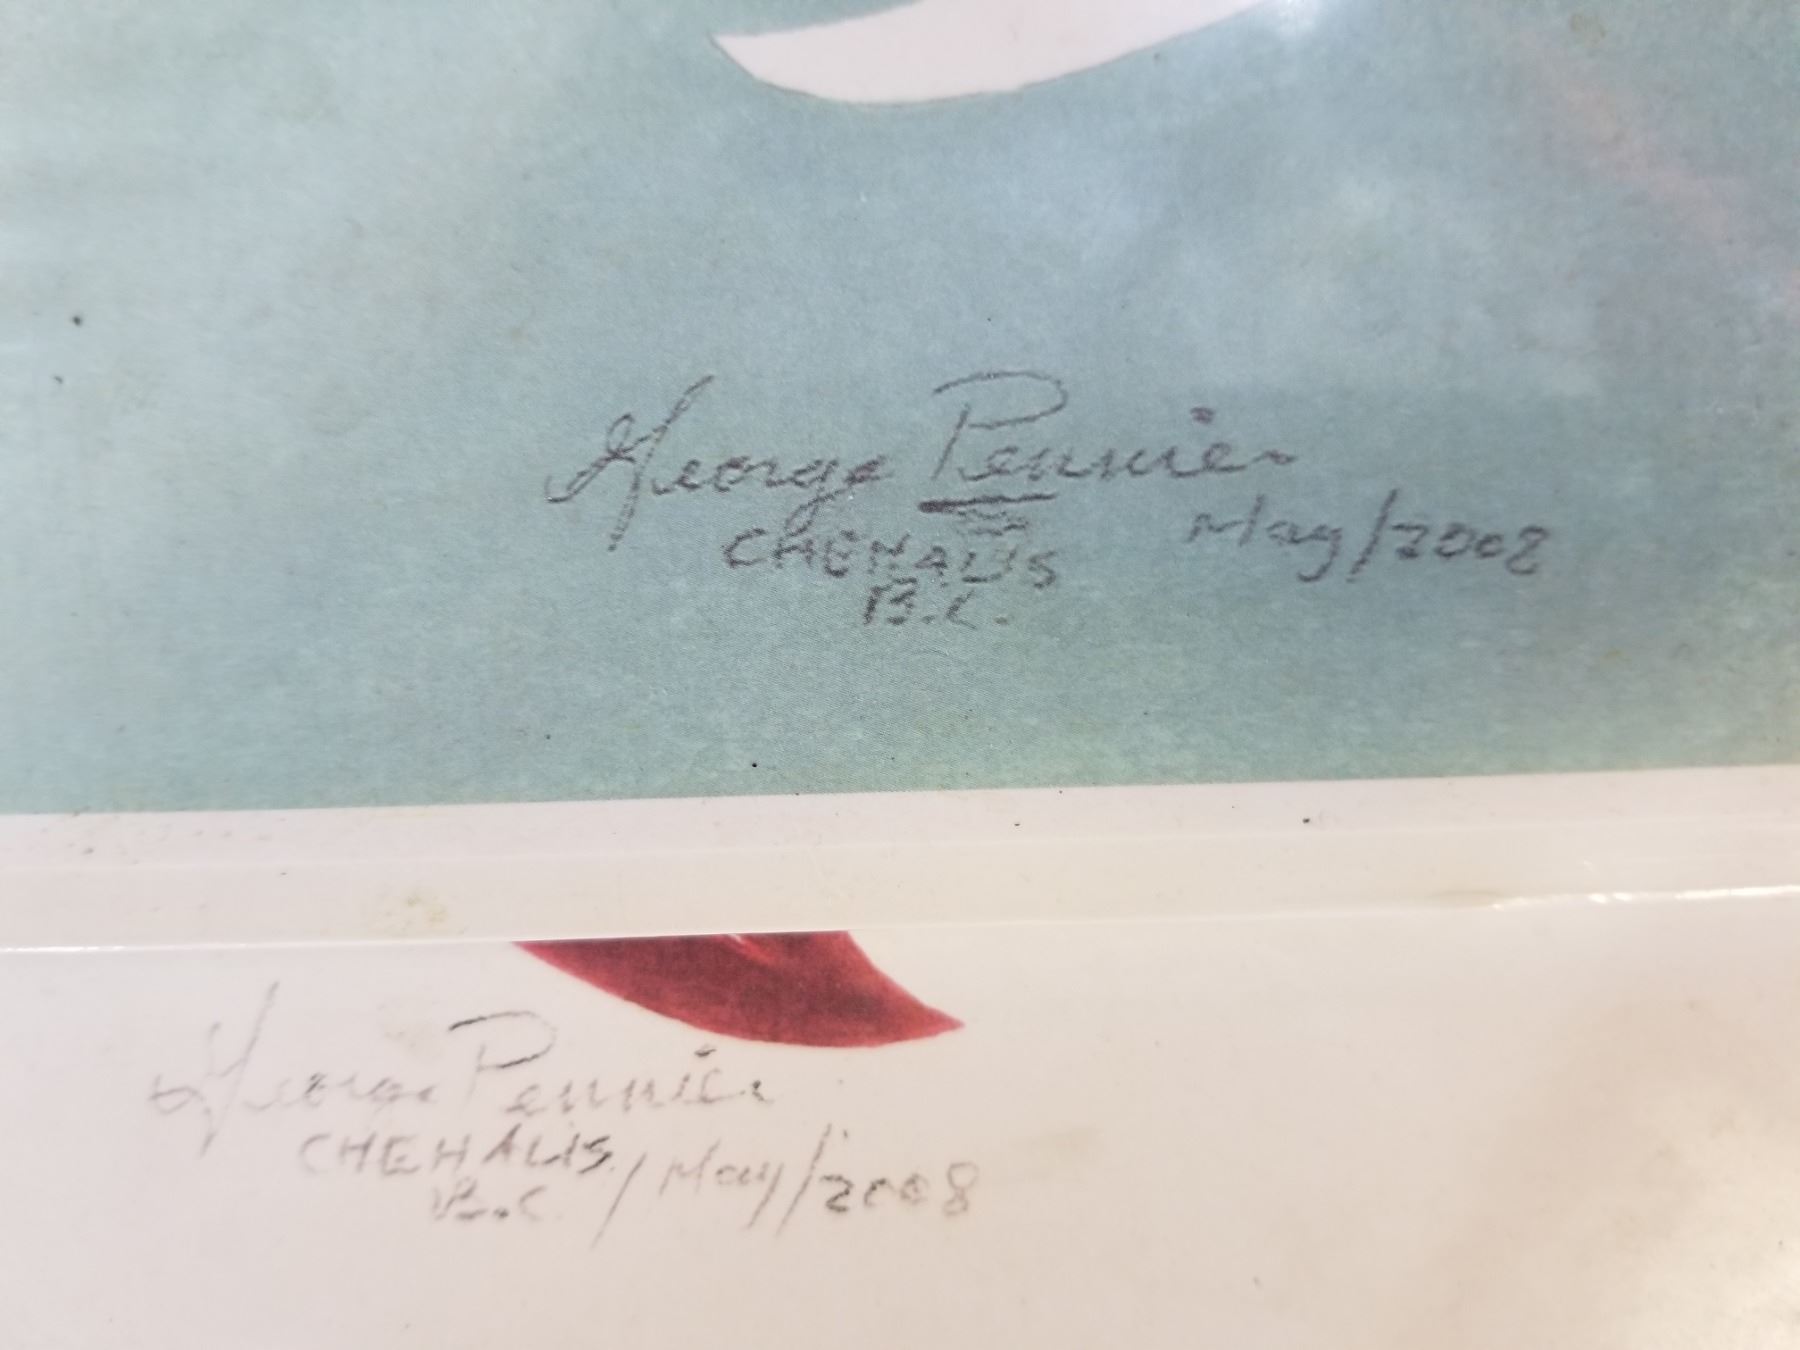 George Pennier
CHEHALIS May/2008
B.C.
George Pennier
CHEHALIS / May/2008
B.C.